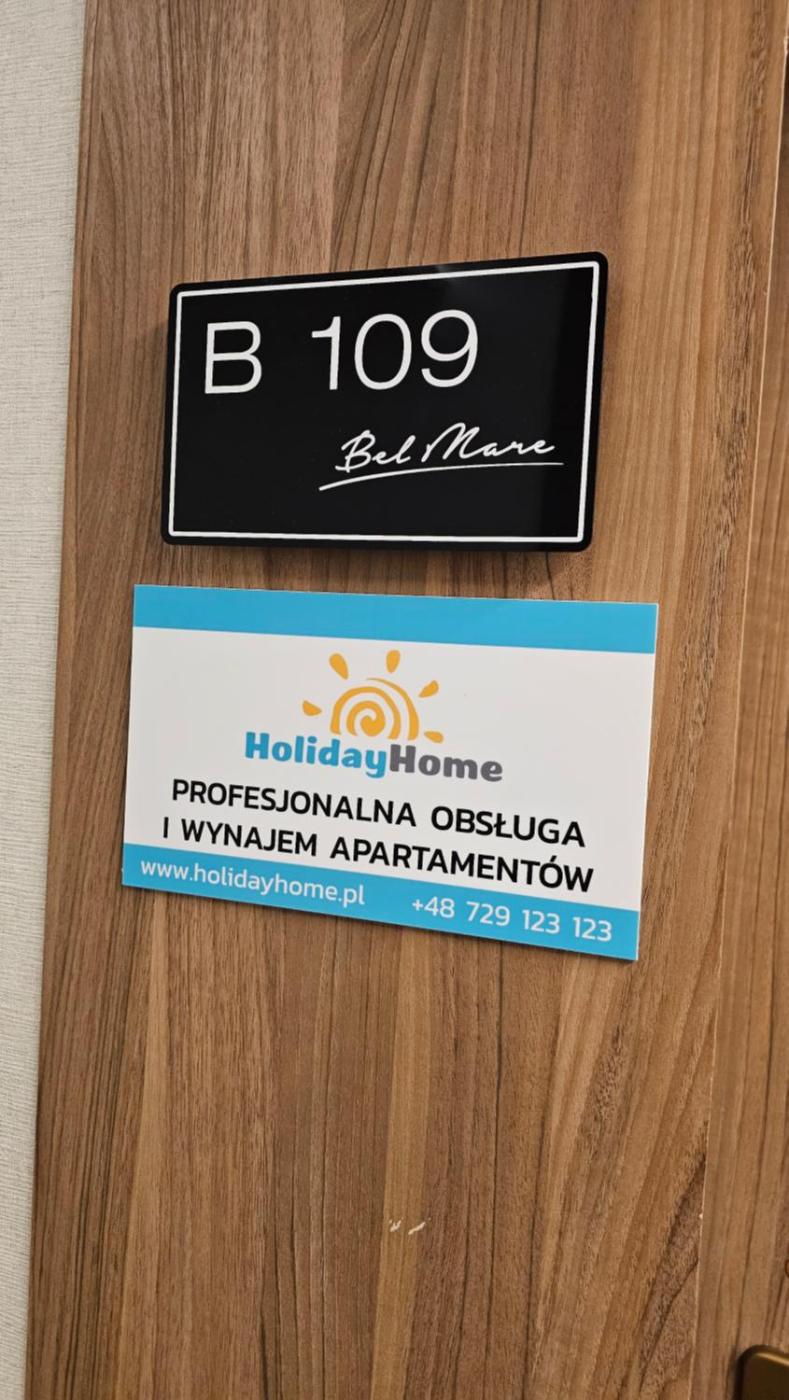 B 109
Bel Mare
HolidayHome
PROFESJONALNA OBSŁUGA
I WYNAJEM APARTAMENTÓW
www.holidayhome.pl +48 729 123 123